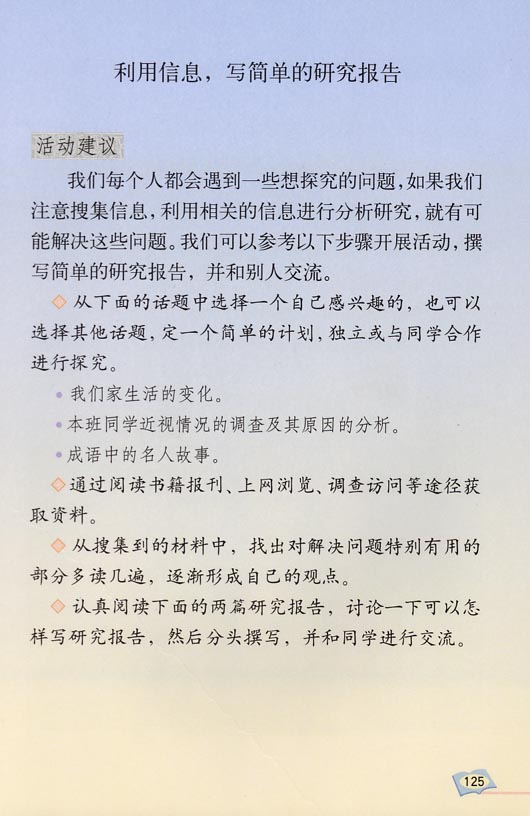 利用信息，写简单的研究报告
活动建议
我们每个人都会遇到一些想探究的问题，如果我们
注意搜集信息，利用相关的信息进行分析研究，就有可
能解决这些问题。我们可以参考以下步骤开展活动，撰
写简单的研究报告，并和别人交流。
◇ 从下面的话题中选择一个自己感兴趣的，也可以
选择其他话题，定一个简单的计划，独立或与同学合作
进行探究。
• 我们家生活的变化。
• 本班同学近视情况的调查及其原因的分析。
• 成语中的名人故事。
◇ 通过阅读书籍报刊、上网浏览、调查访问等途径获
取资料。
◇ 从搜集到的材料中，找出对解决问题特别有用的
部分多读几遍，逐渐形成自己的观点。
◇ 认真阅读下面的两篇研究报告，讨论一下可以怎
样写研究报告，然后分头撰写，并和同学进行交流。
125